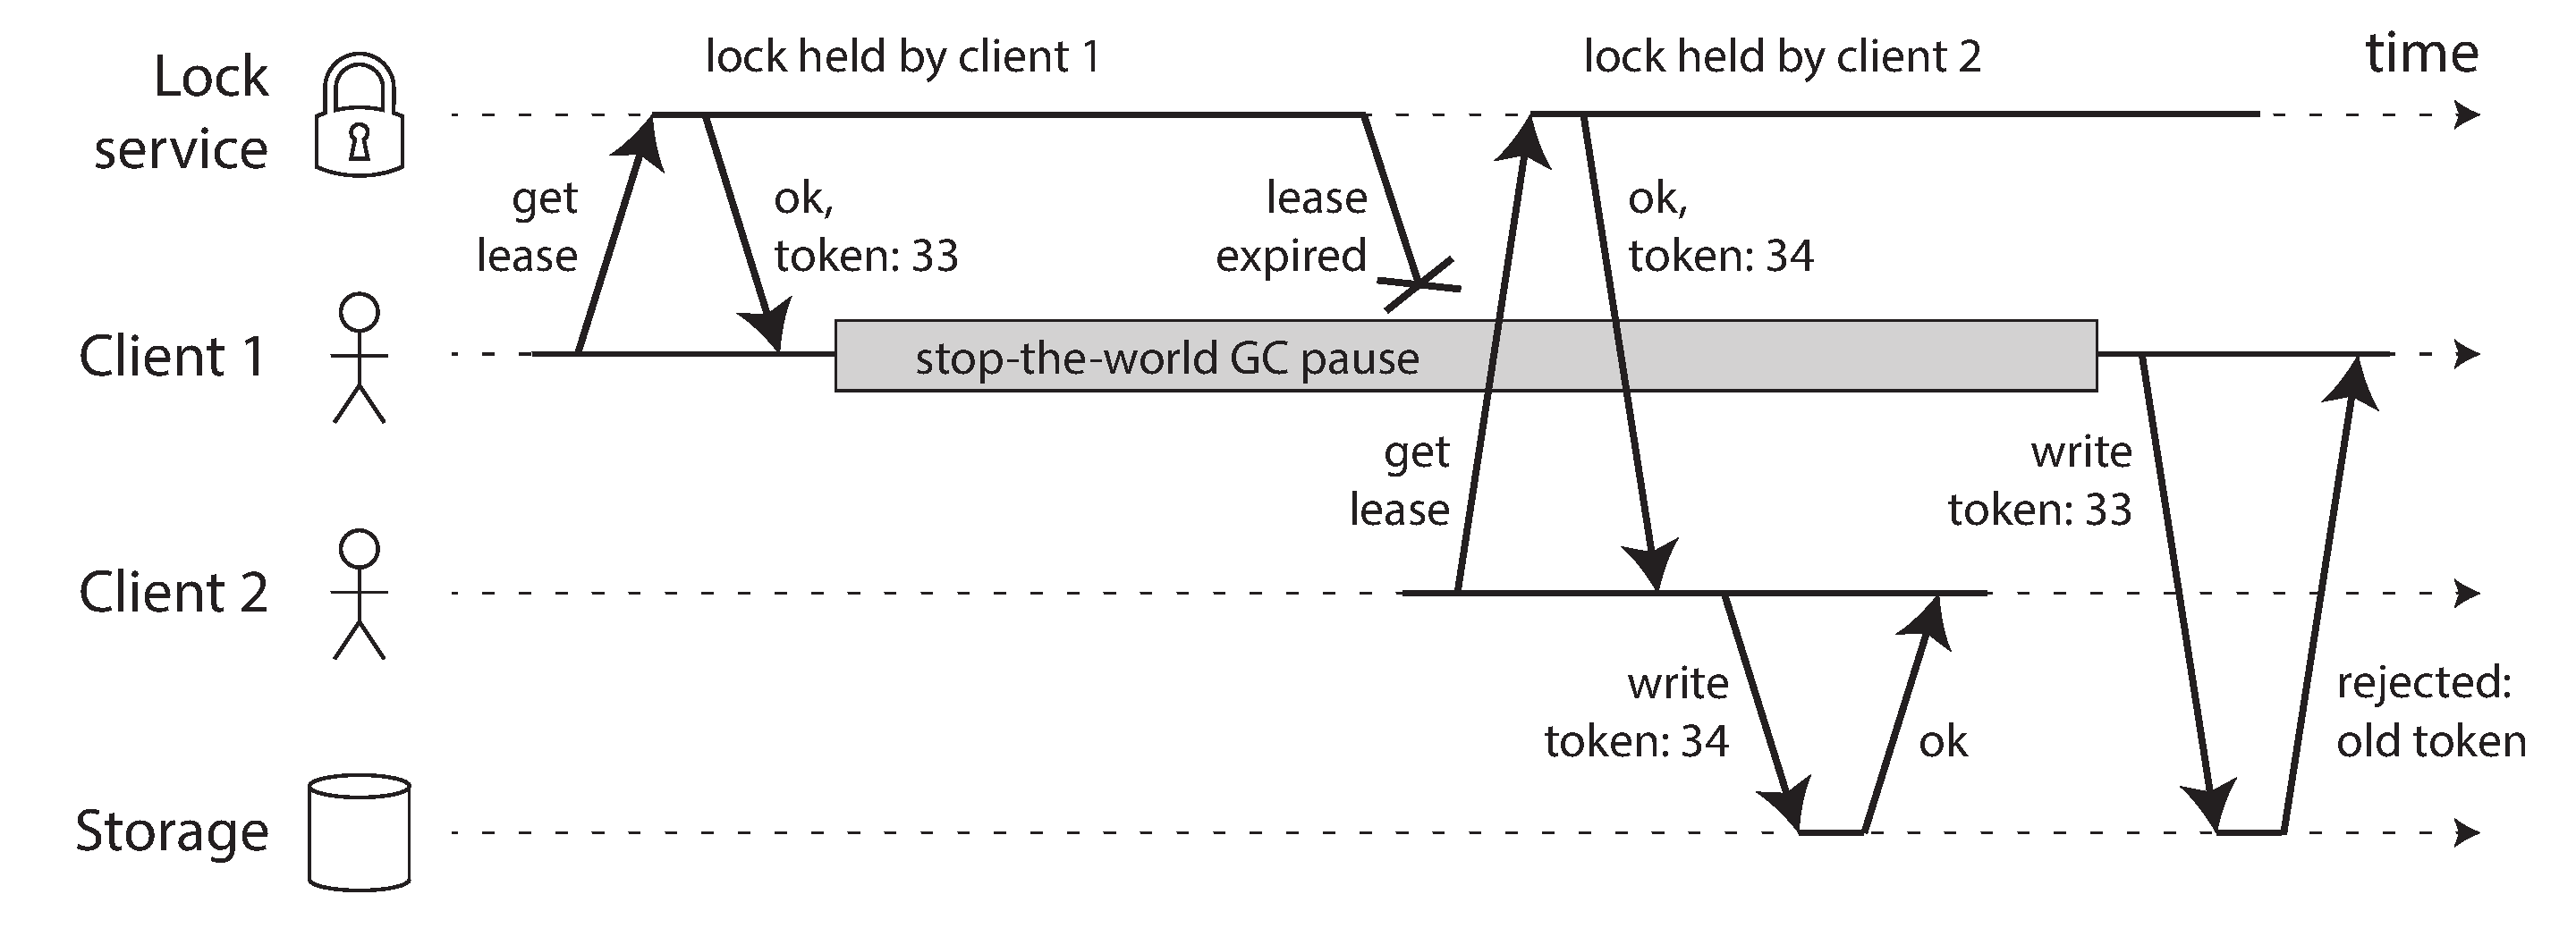 Lock
service
lock held by client 1
lock held by client 2
time
get
lease
ok,
token: 33
lease
expired
ok,
token: 34
Client 1
stop-the-world GC pause
get
lease
write
token: 33
Client 2
write
token: 34
ok
rejected:
old token
Storage